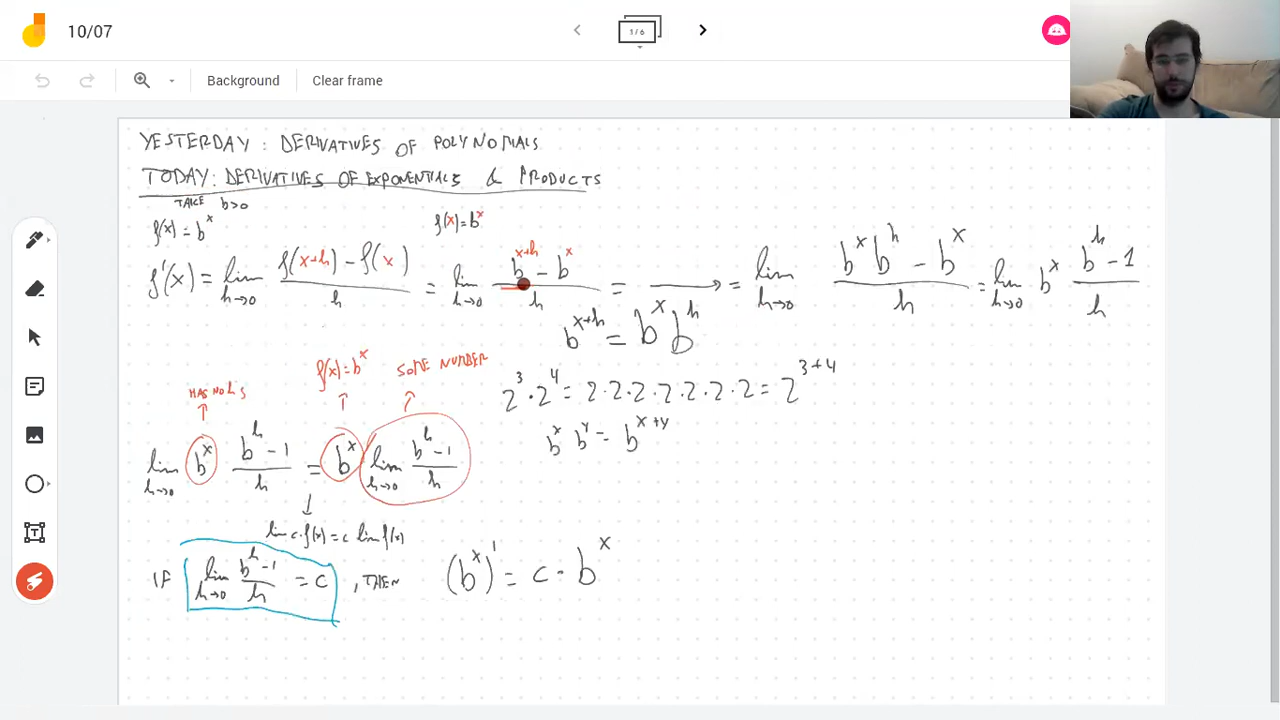 10/07
1/6
Background
Clear frame
YESTERDAY : DERIVATIVES OF POLYNOMIALS
TODAY: DERIVATIVES OF EXPONENTIALS & PRODUCTS
TAKE b>0
f(x) = b^x
f(x) = b^x
f'(x) = lim h→0 (f(x+h) - f(x))/h = lim h→0 (b^(x+h) - b^x)/h = ⟶ = lim h→0 (b^x b^h - b^x)/h = lim h→0 b^x (b^h - 1)/h
b^(x+h) = b^x b^h
f(x) = b^x
SOME NUMBER
HAS NO h's
2^3 · 2^4 = 2·2·2·2·2·2·2 = 2^(3+4)
b^x b^y = b^(x+y)
lim h→0 b^x (b^h - 1)/h = b^x lim h→0 (b^h - 1)/h
lim c·f(x) = c lim f(x)
IF lim h→0 (b^h - 1)/h = c , THEN (b^x)' = c · b^x